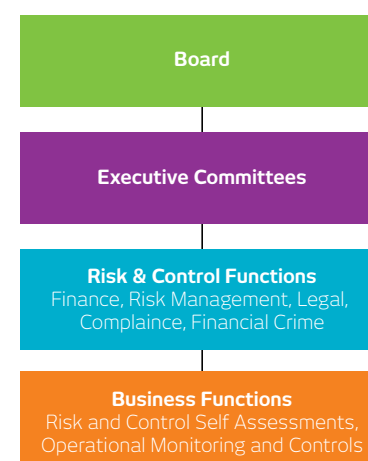 Board
Executive Committees
Risk & Control Functions
Finance, Risk Management, Legal,
Complaince, Financial Crime
Business Functions
Risk and Control Self Assessments,
Operational Monitoring and Controls